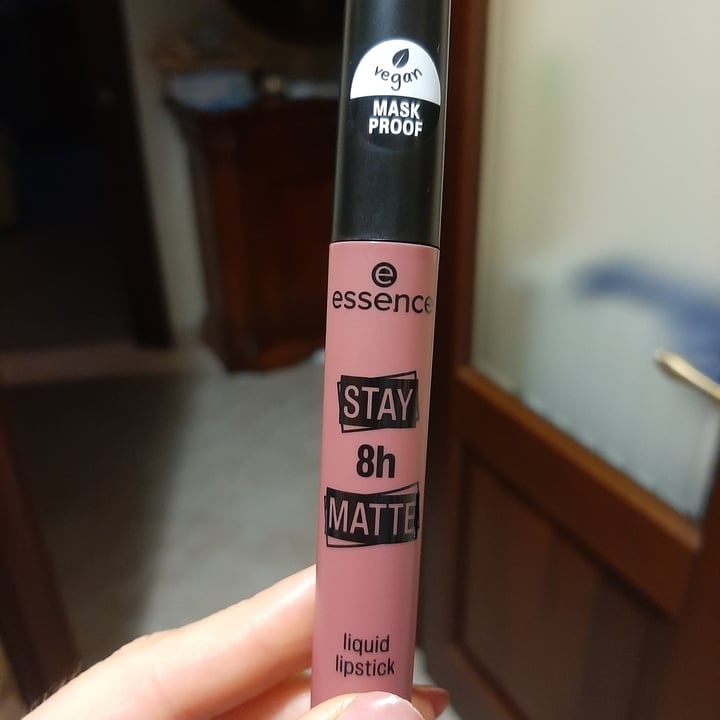 vegan
MASK
PROOF
e
essence
STAY
8h
MATTE
liquid
lipstick